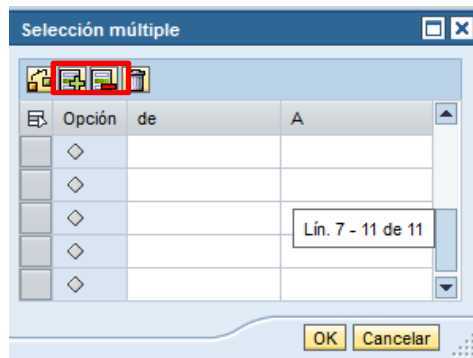 Selección múltiple
Opción de A
Lín. 7 - 11 de 11
OK Cancelar